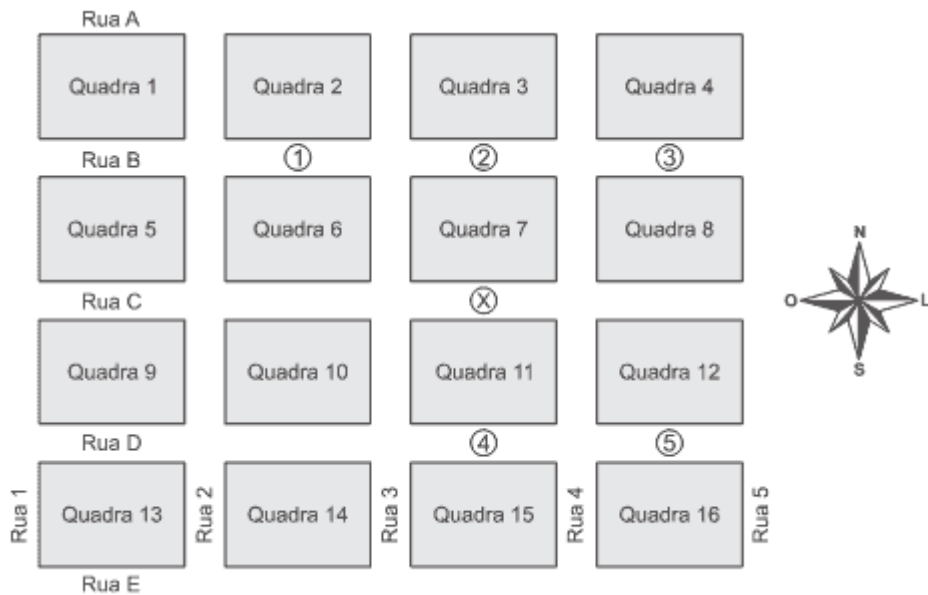 Rua A
Quadra 1 Quadra 2 Quadra 3 Quadra 4
Rua B 1 2 3
Quadra 5 Quadra 6 Quadra 7 Quadra 8
N
Rua C X O L
S
Quadra 9 Quadra 10 Quadra 11 Quadra 12
Rua D 4 5
Rua 1 Quadra 13 Rua 2 Quadra 14 Rua 3 Quadra 15 Rua 4 Quadra 16 Rua 5
Rua E